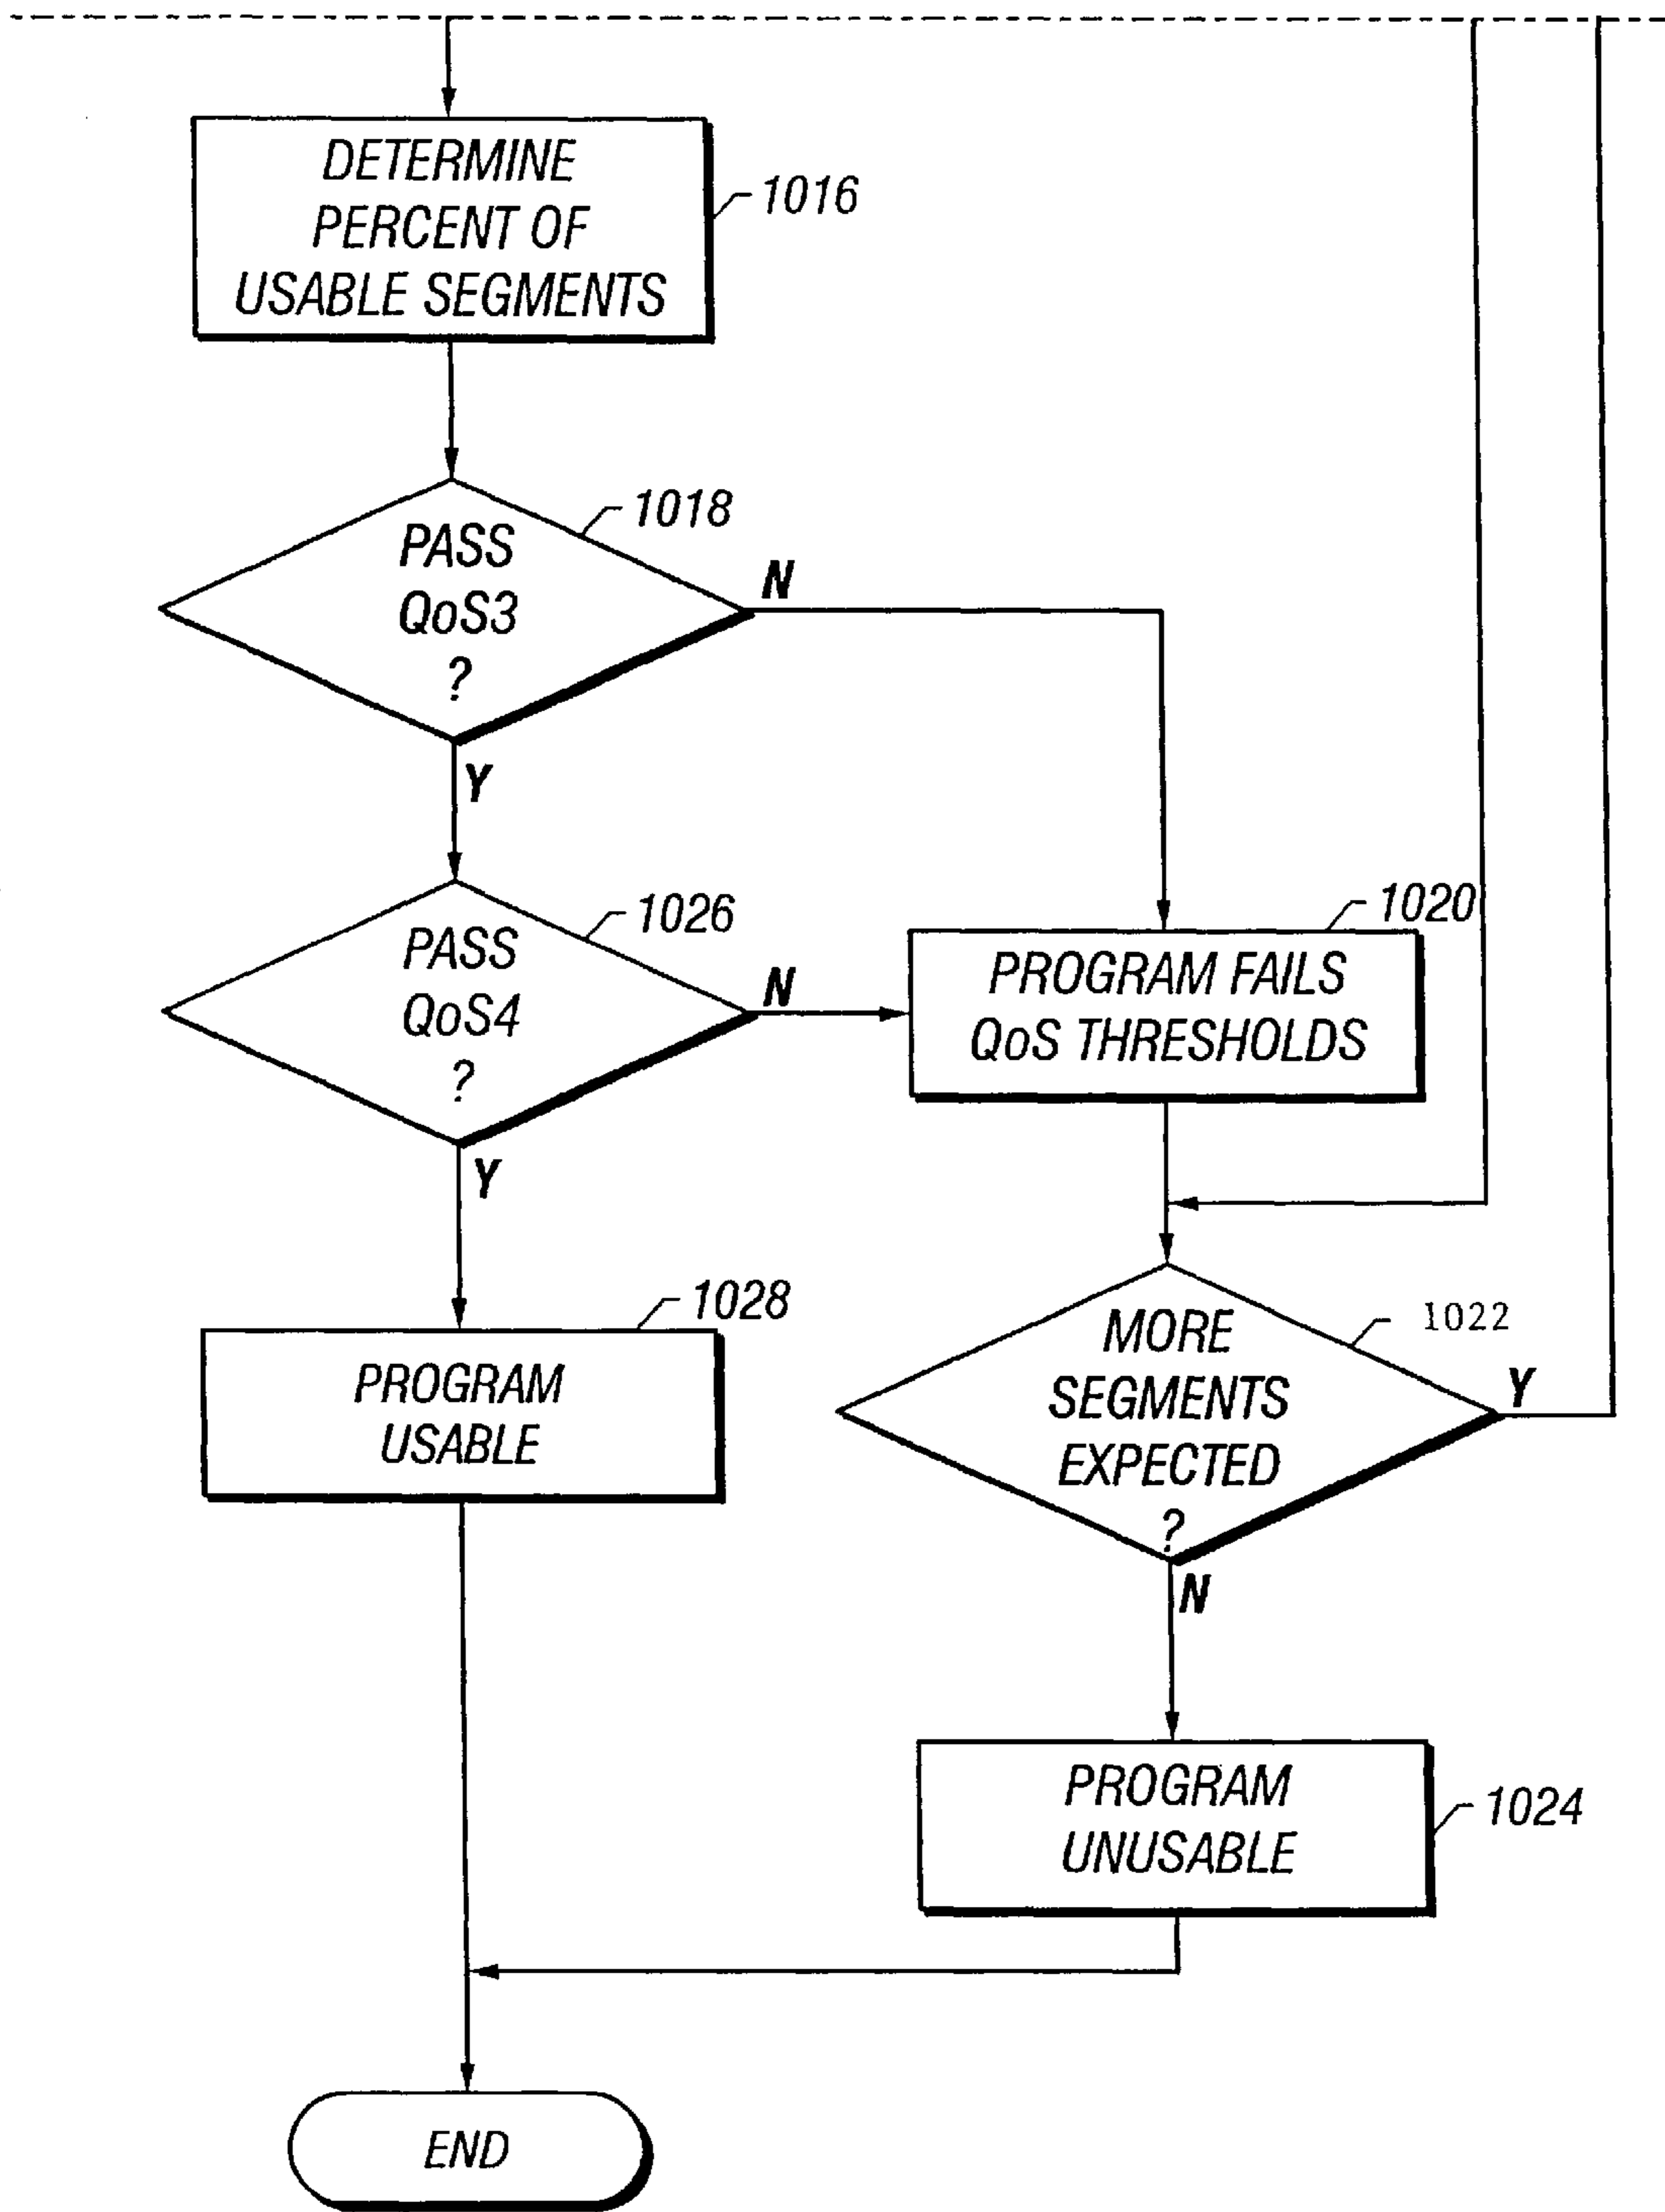 DETERMINE
PERCENT OF
USABLE SEGMENTS
1016
PASS
QoS3
?
1018
N
Y
PASS
QoS4
?
1026
N
Y
PROGRAM FAILS
QoS THRESHOLDS
1020
PROGRAM
USABLE
1028
MORE
SEGMENTS
EXPECTED
?
1022
Y
N
PROGRAM
UNUSABLE
1024
END